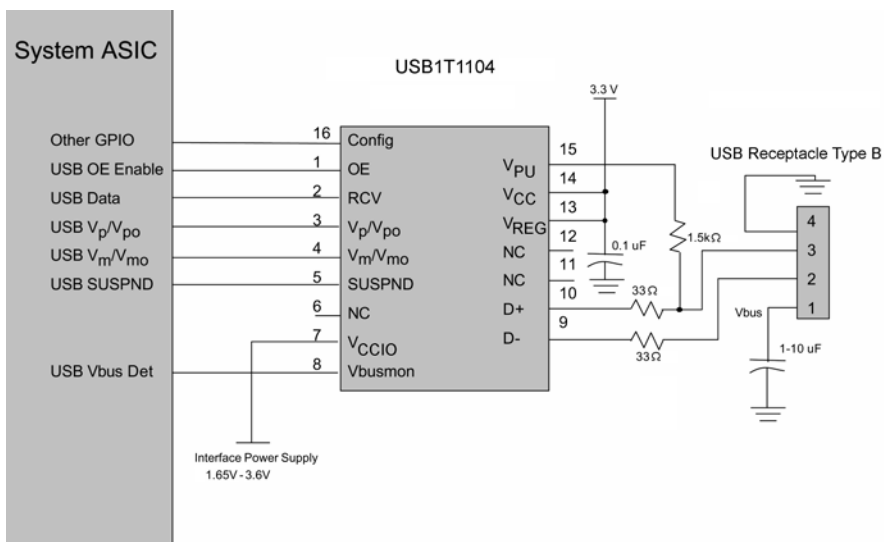 System ASIC
USB1T1104
3.3 V
Other GPIO
16
Config
USB OE Enable
1
OE
USB Data
2
RCV
USB Vp/Vpo
3
Vp/Vpo
USB Vm/Vmo
4
Vm/Vmo
USB SUSPND
5
SUSPND
6
NC
7
VCCIO
USB Vbus Det
8
Vbusmon
Interface Power Supply
1.65V - 3.6V
15
VPU
14
VCC
13
VREG
12
NC
11
NC
10
D+
9
D-
0.1 uF
1.5kΩ
33Ω
33Ω
USB Receptacle Type B
4
3
2
1
Vbus
1-10 uF